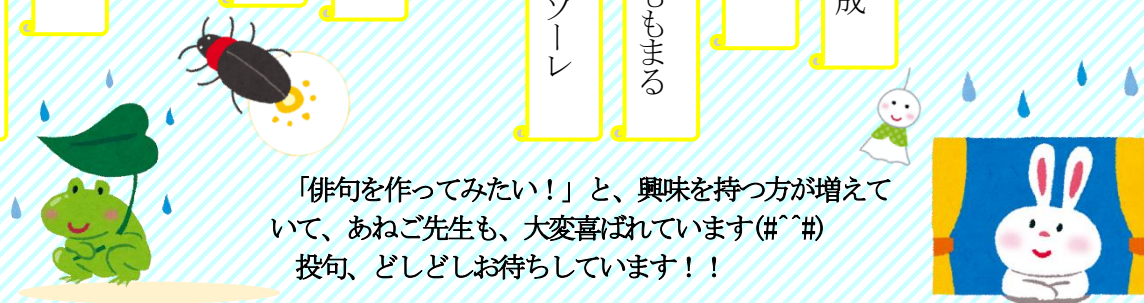 成
ももまる
ソーレ
「俳句を作ってみたい！」と、興味を持つ方が増えて
いて、あねご先生も、大変喜ばれています(#^^#)
投句、どしどしお待ちしています！！